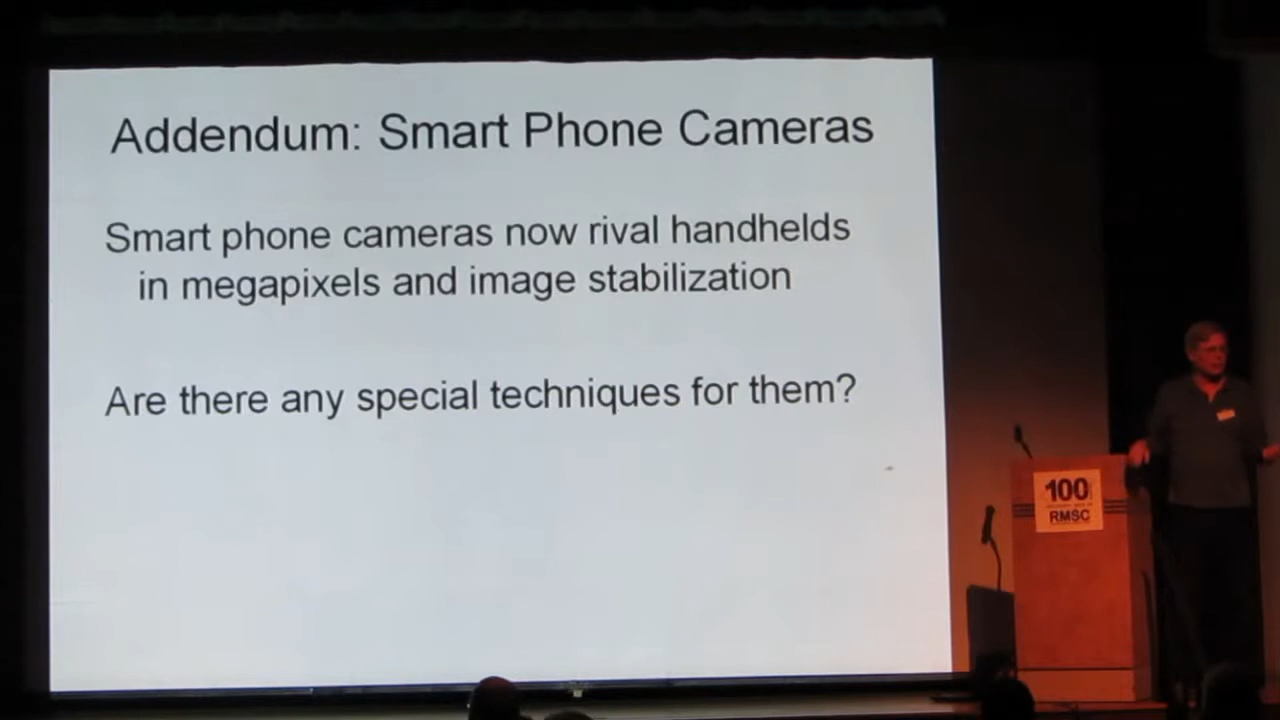 Addendum: Smart Phone Cameras
Smart phone cameras now rival handhelds
in megapixels and image stabilization
Are there any special techniques for them?
100
RMSC